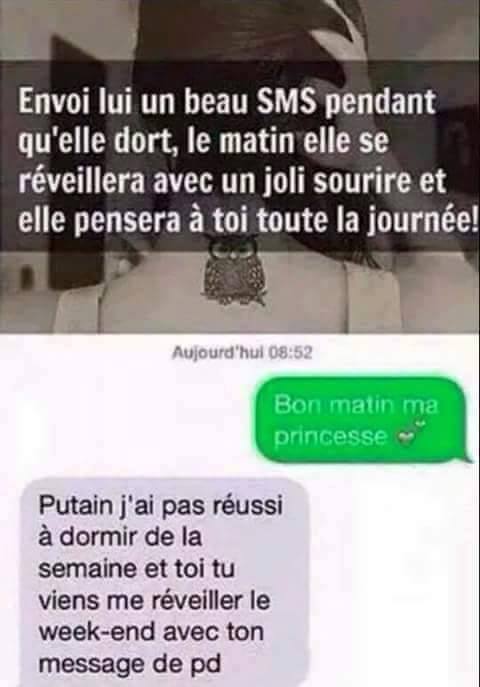 Envoi lui un beau SMS pendant
qu'elle dort, le matin elle se
réveillera avec un joli sourire et
elle pensera à toi toute la journée!
Aujourd'hui 08:52
Bon matin ma
princesse 💕
Putain j'ai pas réussi
à dormir de la
semaine et toi tu
viens me réveiller le
week-end avec ton
message de pd